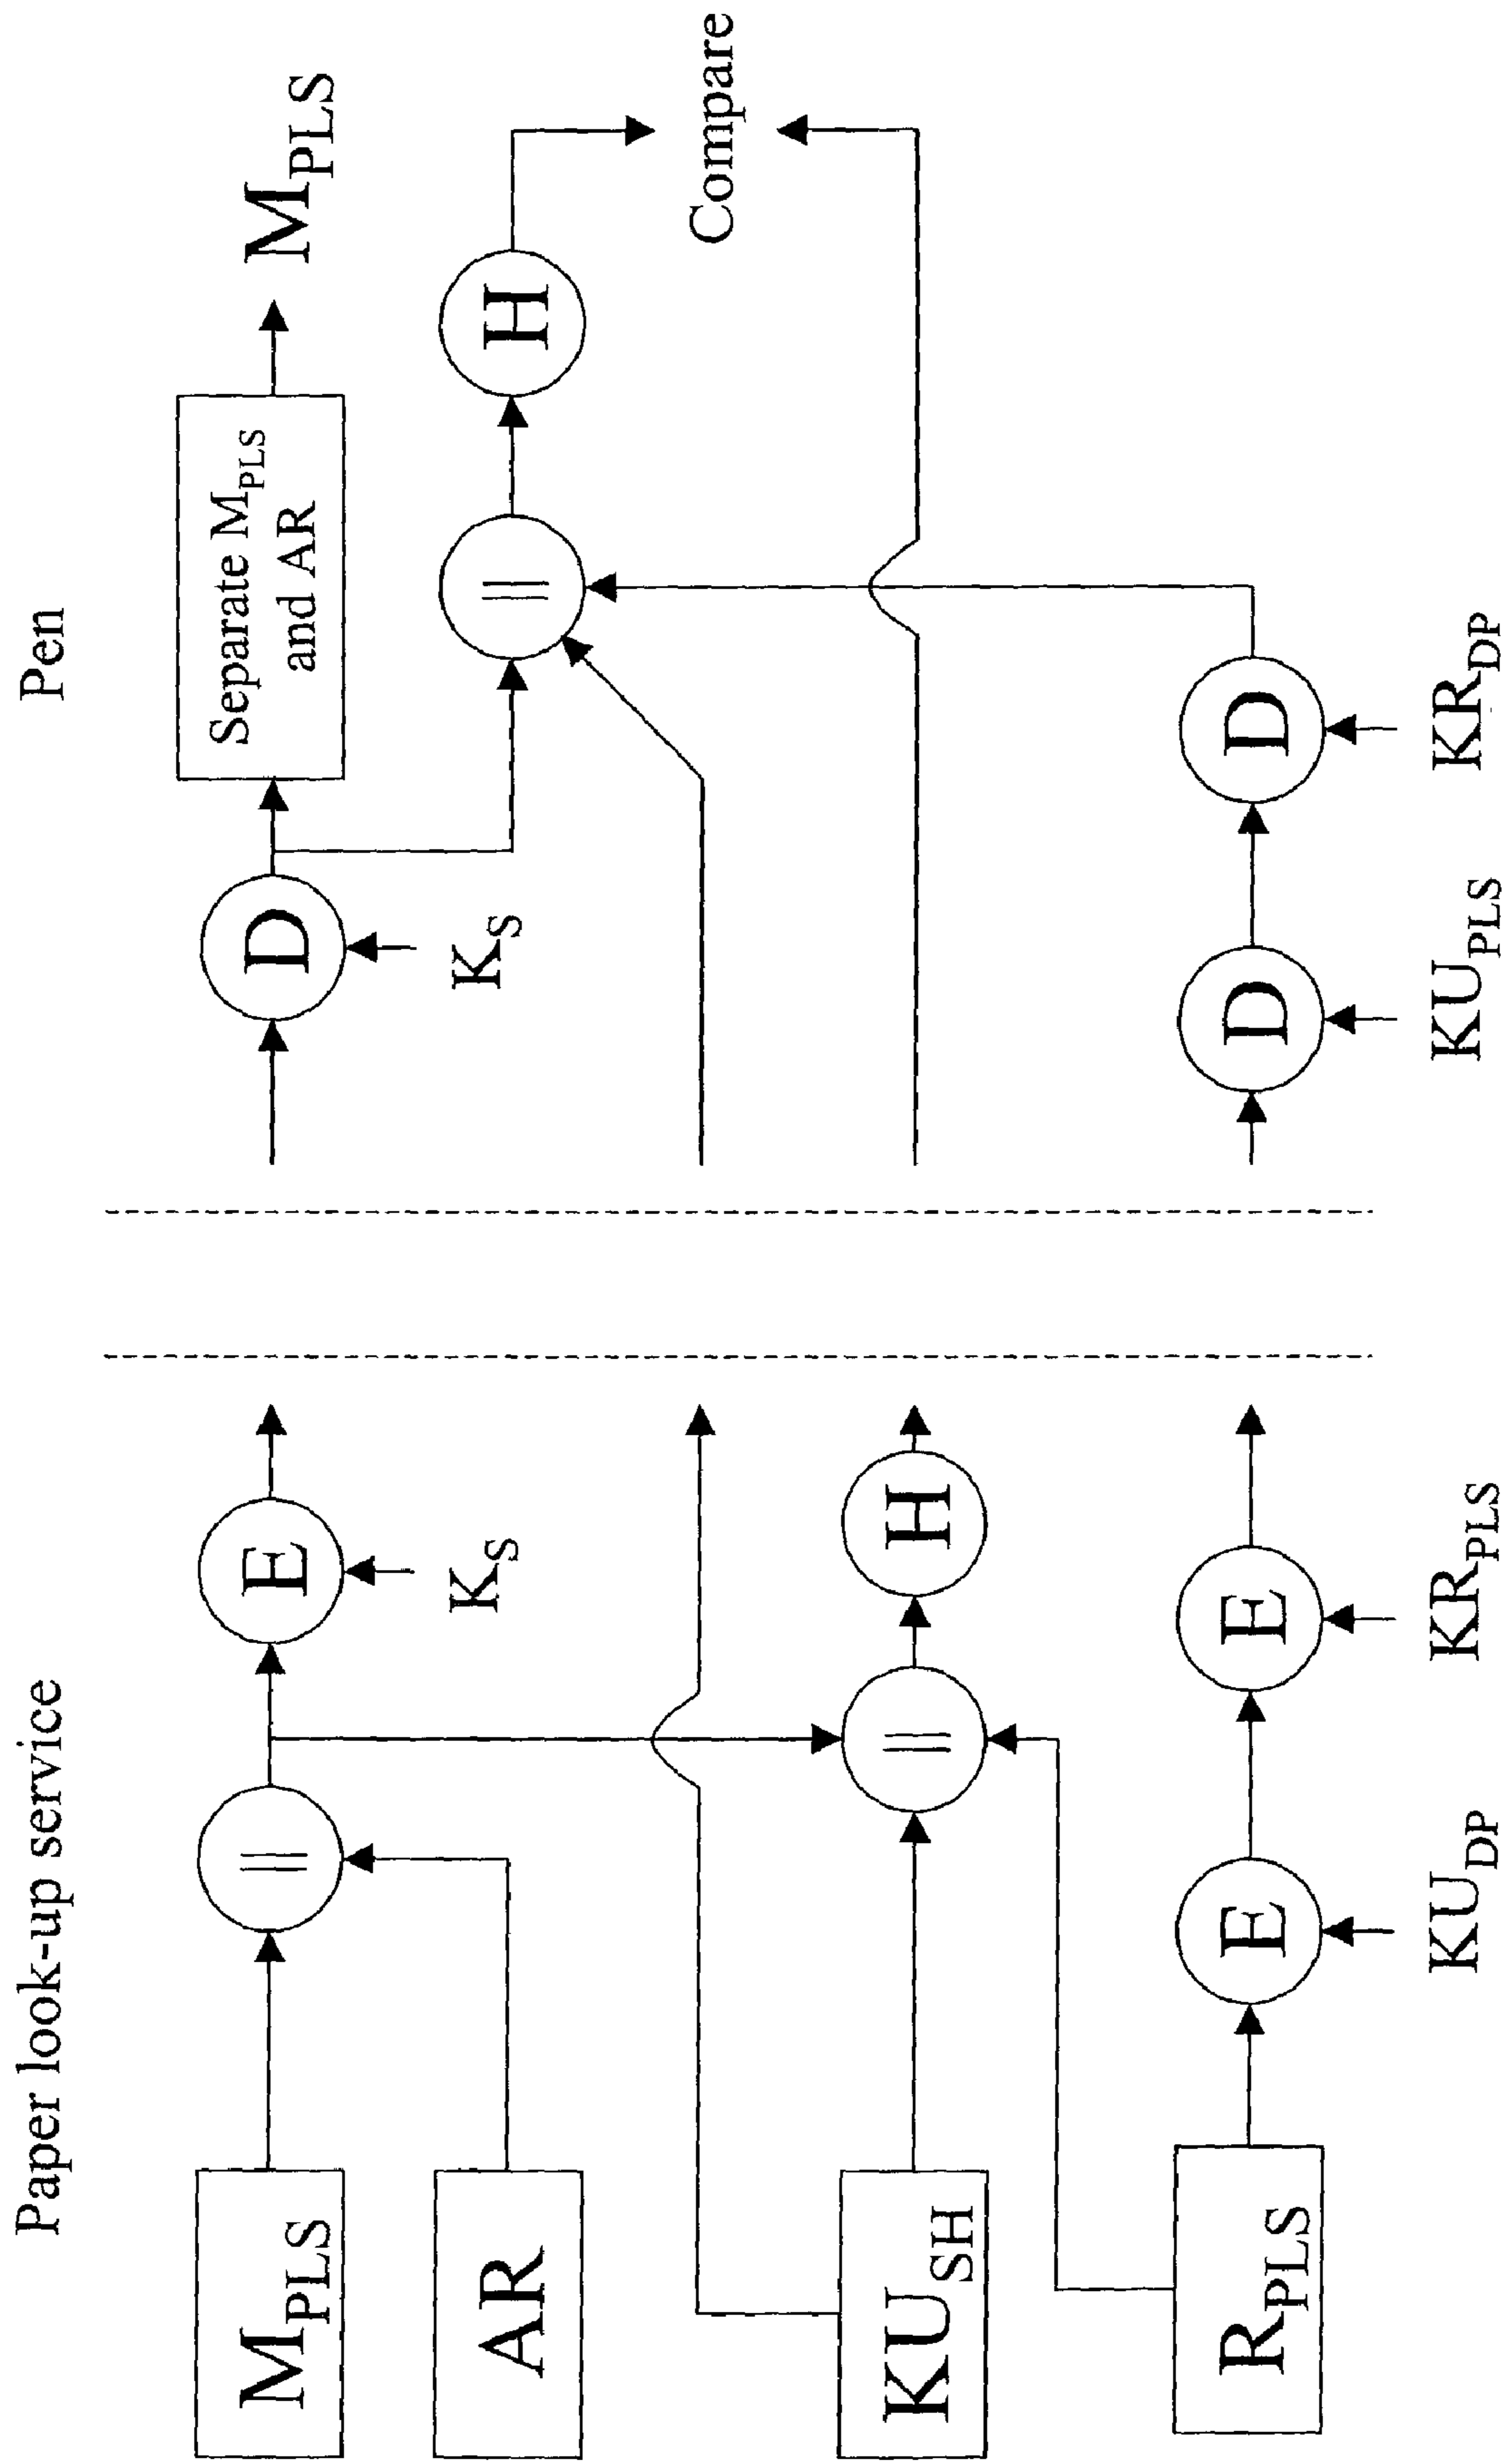 Paper look-up service
Pen
M_PLS
||
E
K_S
D
K_S
Separate M_PLS
and AR
M_PLS
AR
||
H
Compare
KU_SH
||
H
R_PLS
E
KU_DP
E
KR_PLS
D
KU_PLS
D
KR_DP